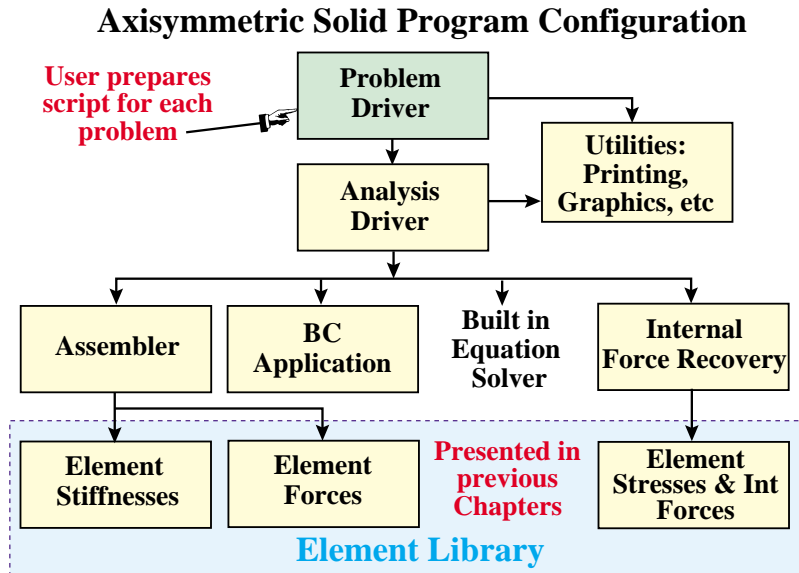 Axisymmetric Solid Program Configuration
User prepares
script for each
problem
Problem
Driver
Utilities:
Printing,
Graphics, etc
Analysis
Driver
Assembler
BC
Application
Built in
Equation
Solver
Internal
Force Recovery
Element
Stiffnesses
Element
Forces
Presented in
previous
Chapters
Element
Stresses & Int
Forces
Element Library